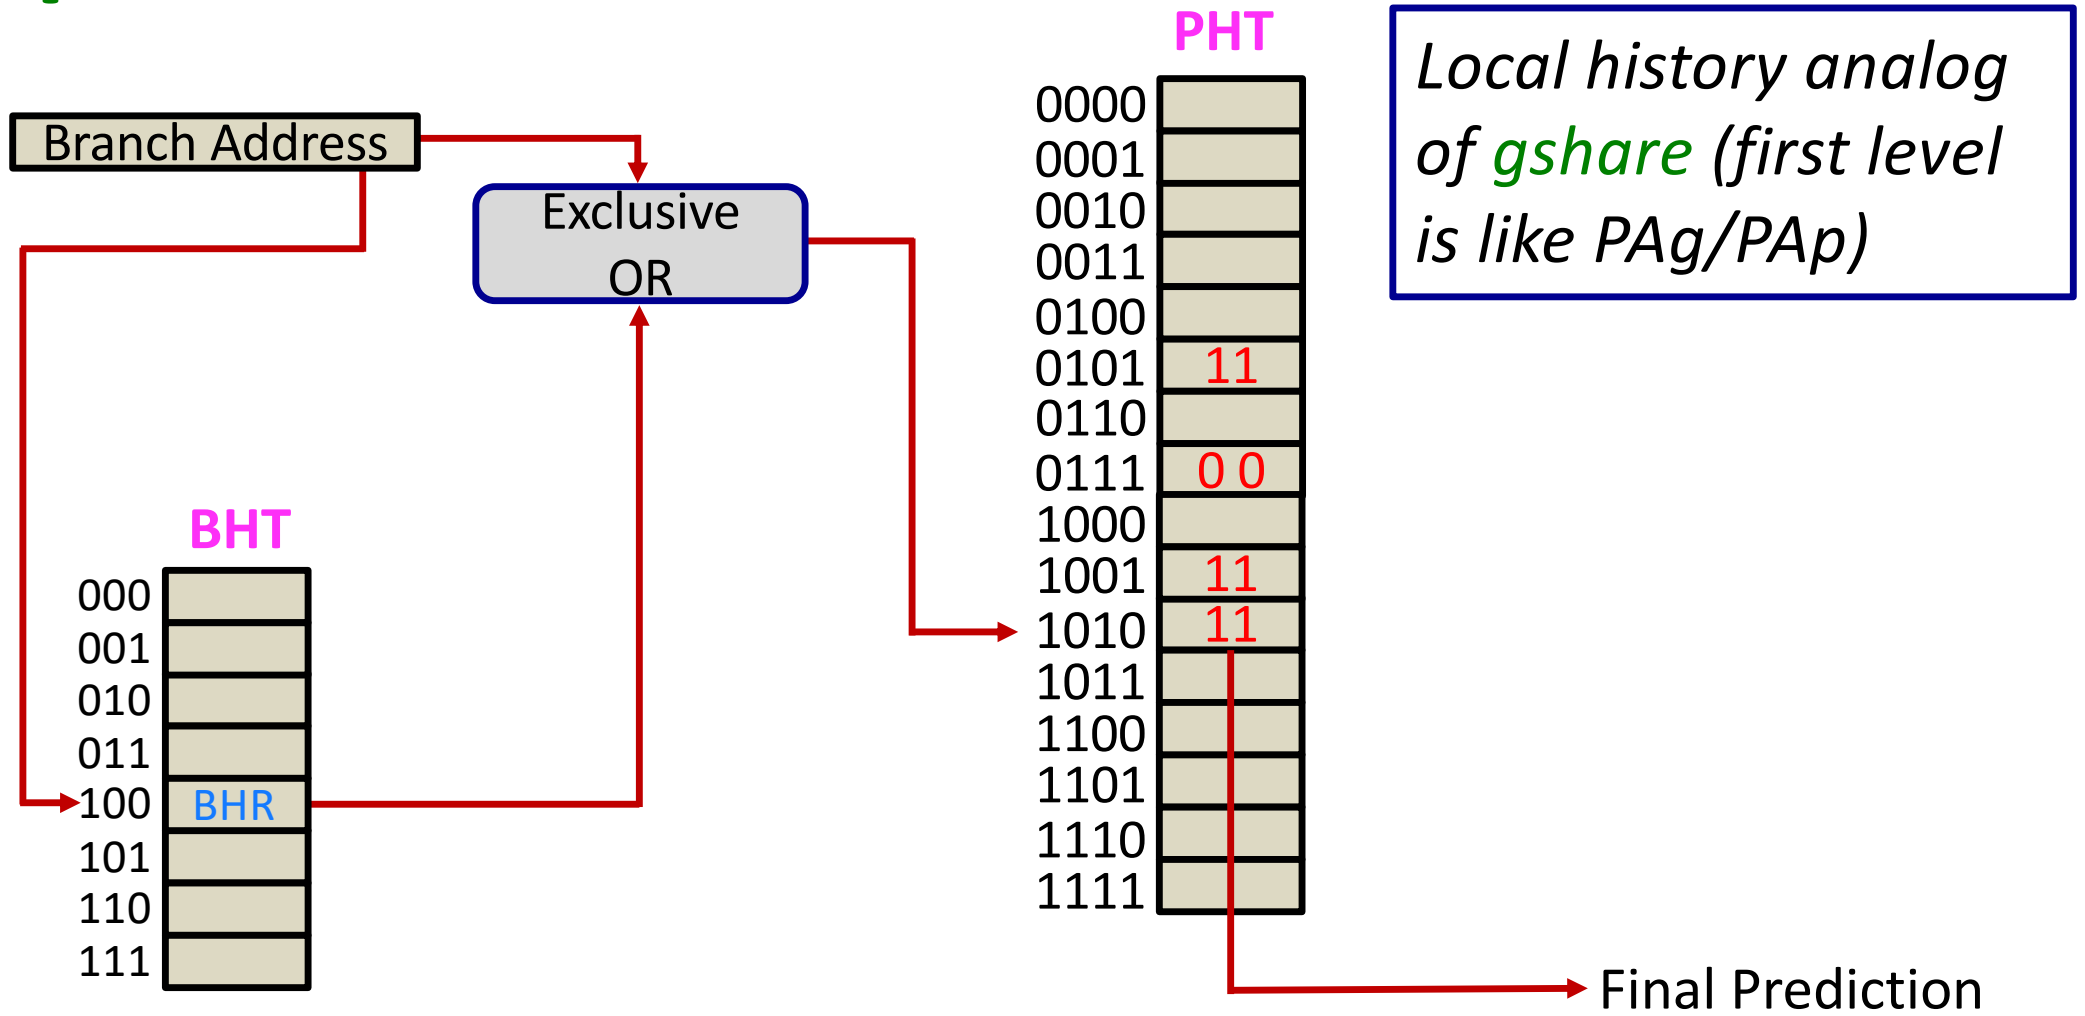 Branch Address
Exclusive
OR
BHT
000
001
010
011
100 BHR
101
110
111
PHT
0000
0001
0010
0011
0100
0101 11
0110
0111 0 0
1000
1001 11
1010 11
1011
1100
1101
1110
1111
Final Prediction
Local history analog
of gshare (first level
is like PAg/PAp)